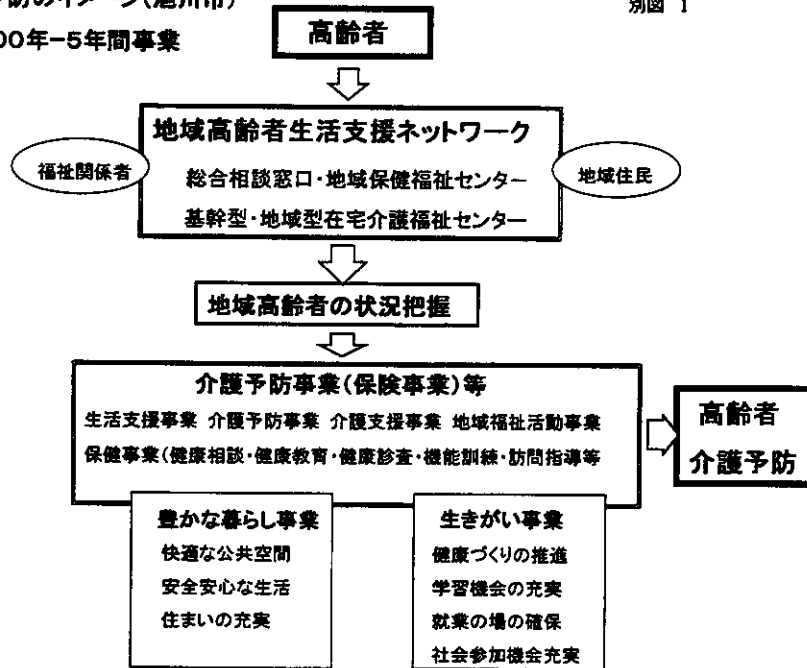 防のイメージ(旭川市)
別図 1
00年-5年間事業
高齢者
地域高齢者生活支援ネットワーク
福祉関係者
総合相談窓口・地域保健福祉センター
地域住民
基幹型・地域型在宅介護福祉センター
地域高齢者の状況把握
介護予防事業(保険事業)等
生活支援事業 介護予防事業 介護支援事業 地域福祉活動事業
保健事業(健康相談・健康教育・健康診査・機能訓練・訪問指導等
高齢者
介護予防
豊かな暮らし事業
快適な公共空間
安全安心な生活
住まいの充実
生きがい事業
健康づくりの推進
学習機会の充実
就業の場の確保
社会参加機会充実